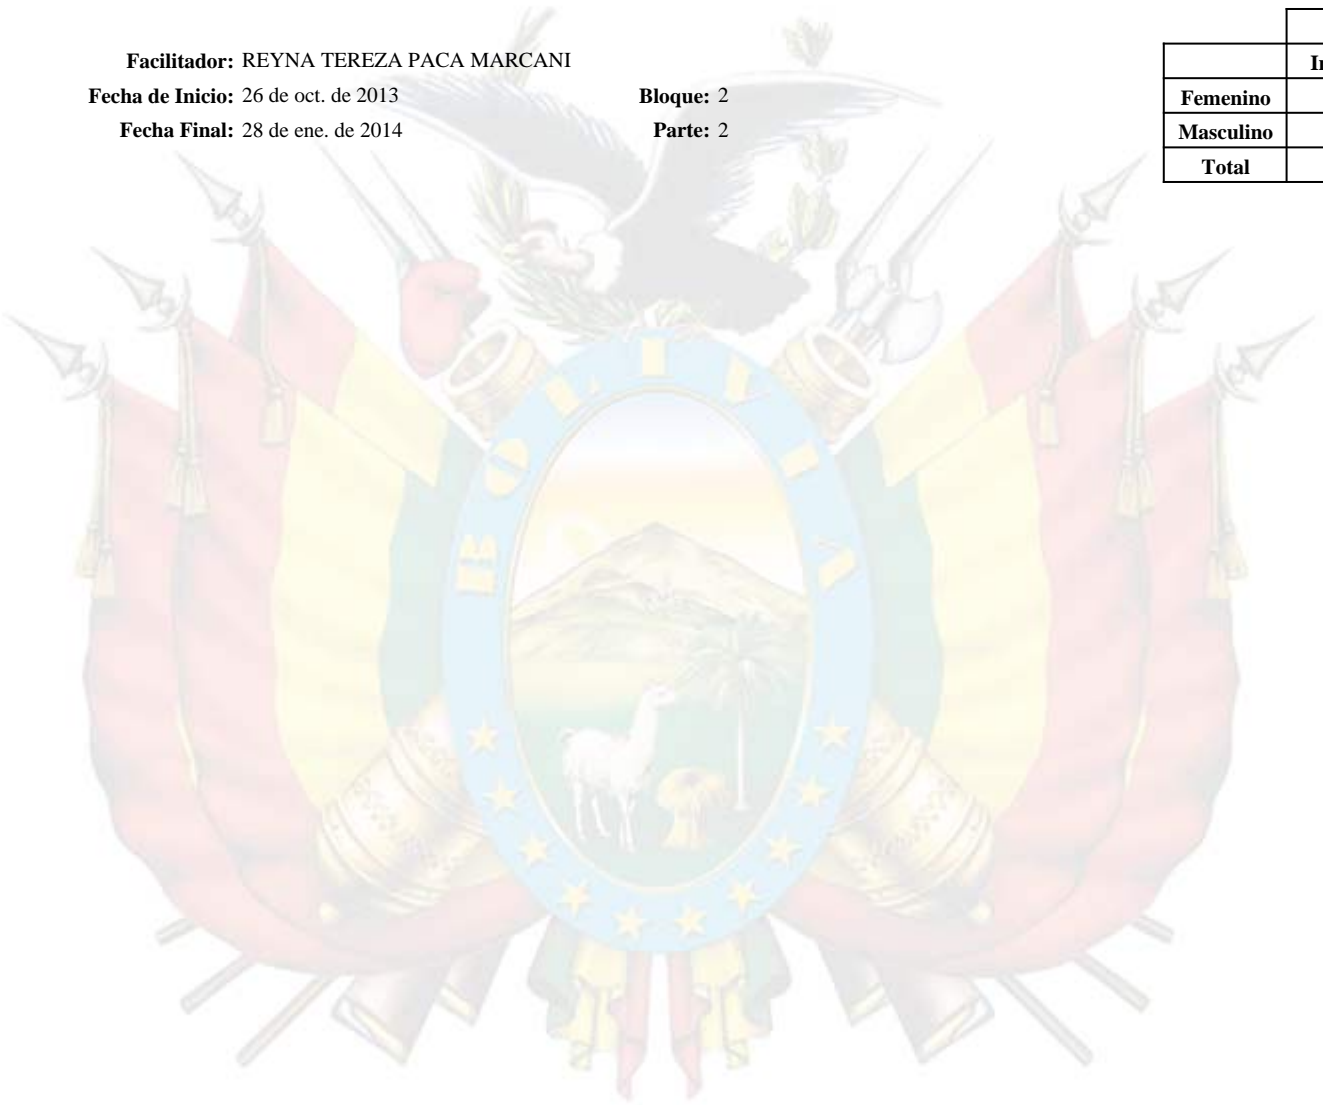 Facilitador: REYNA TEREZA PACA MARCANI
Fecha de Inicio: 26 de oct. de 2013 Bloque: 2
Fecha Final: 28 de ene. de 2014 Parte: 2
Femenino
Masculino
Total
BOLIVIA